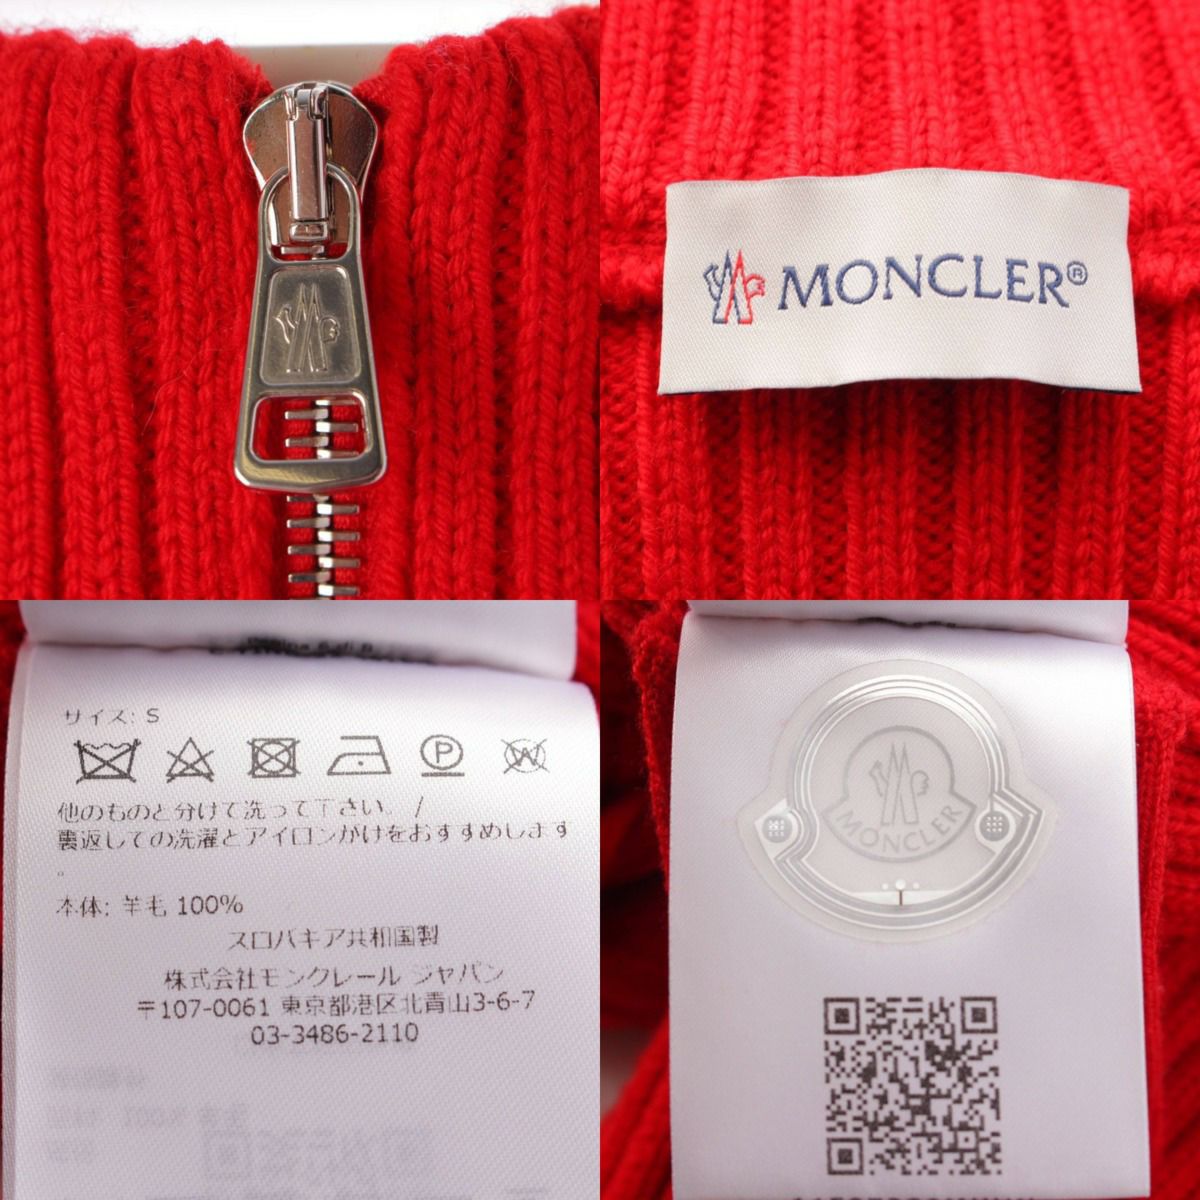 MONCLER®
サイズ: S
P
W
他のものと分けて洗って下さい。 /
裏返しての洗濯とアイロンがけをおすすめします
。
本体: 羊毛 100%
スロバキア共和国製
株式会社モンクレール ジャパン
〒107-0061 東京都港区北青山3-6-7
03-3486-2110
MONCLER